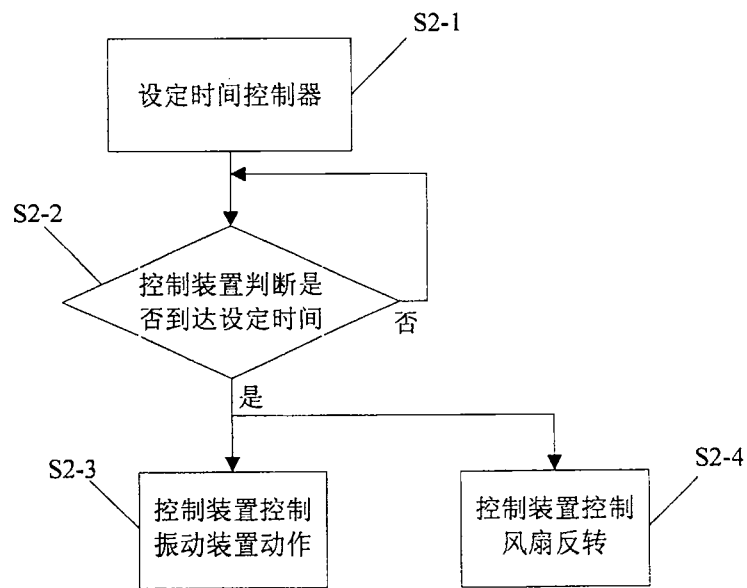 S2-1
设定时间控制器
S2-2
控制装置判断是
否到达设定时间
否
是
S2-3
控制装置控制
振动装置动作
S2-4
控制装置控制
风扇反转